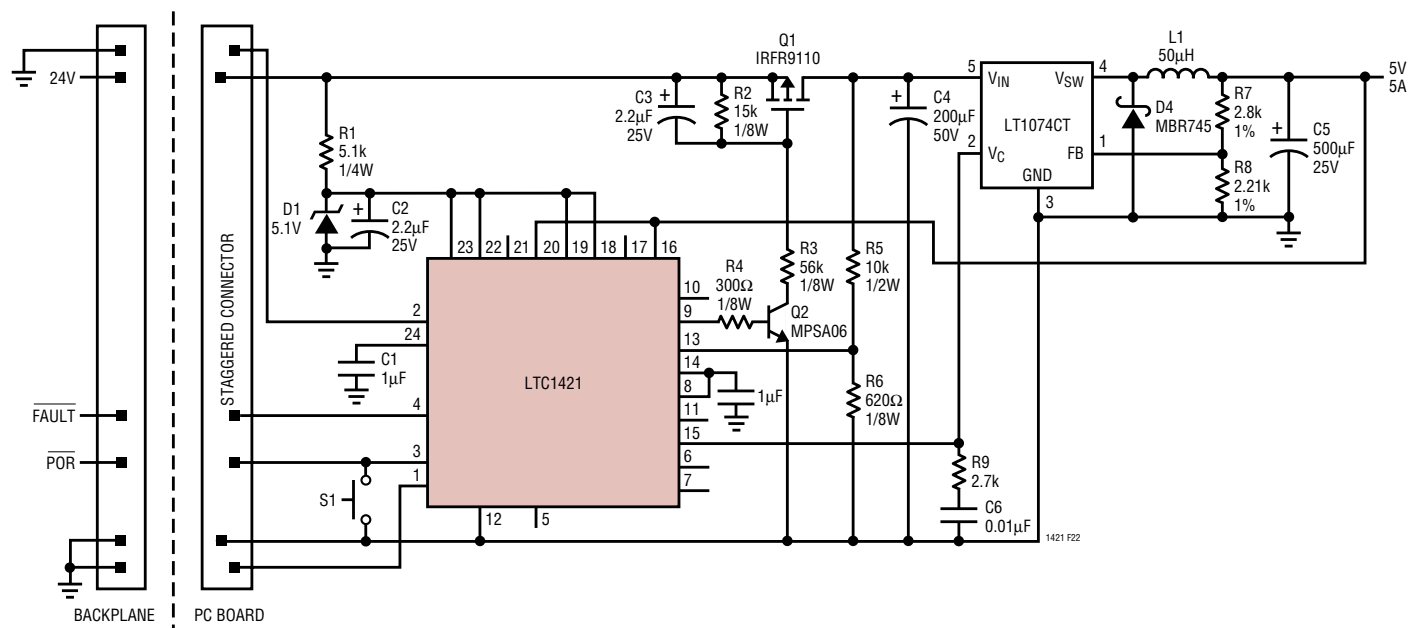 Q1
IRFR9110
L1
50µH
24V
R1
5.1k
1/4W
C3
2.2µF
25V
+
R2
15k
1/8W
C4
200µF
50V
+
5
VIN
VSW
4
LT1074CT
2
VC
FB
1
GND
3
D4
MBR745
R7
2.8k
1%
R8
2.21k
1%
C5
500µF
25V
+
5V
5A
D1
5.1V
C2
2.2µF
25V
+
STAGGERED CONNECTOR
23
22
21
20
19
18
17
16
R3
56k
1/8W
R5
10k
1/2W
R4
300Ω
1/8W
Q2
MPSA06
2
24
C1
1µF
LTC1421
10
9
13
14
8
11
15
6
7
1µF
R6
620Ω
1/8W
R9
2.7k
C6
0.01µF
FAULT
4
POR
3
1
S1
12
5
1421 F22
BACKPLANE
PC BOARD